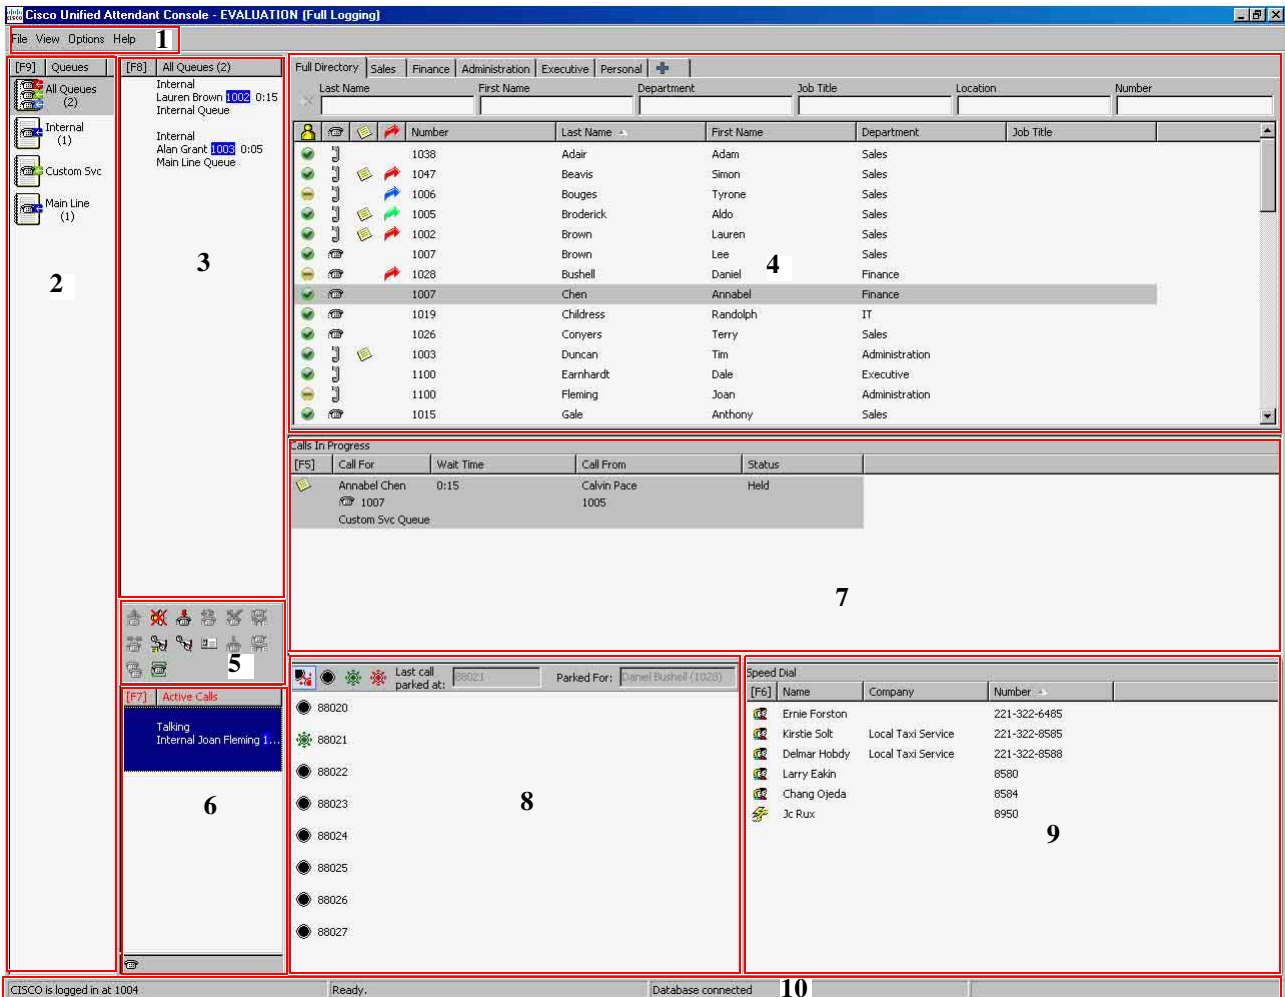 Cisco Unified Attendant Console - EVALUATION (Full Logging)
File View Options Help 1
[F9] Queues
All Queues
(2)
Internal
(1)
Custom Svc
Main Line
(1)
2
[F8] All Queues (2)
Internal
Lauren Brown 1002 0:15
Internal Queue
Internal
Alan Grant 1003 0:05
Main Line Queue
3
Full Directory Sales Finance Administration Executive Personal
Last Name First Name Department Job Title Location Number
Number Last Name First Name Department Job Title
1038 Adair Adam Sales
1047 Beavis Simon Sales
1006 Bouges Tyrone Sales
1005 Broderick Aldo Sales
1002 Brown Lauren Sales
1007 Brown Lee Sales
4
1028 Bushell Daniel Finance
1007 Chen Annabel Finance
1019 Childress Randolph IT
1026 Conyers Terry Sales
1003 Duncan Tim Administration
1100 Earnhardt Dale Executive
1100 Fleming Joan Administration
1015 Gale Anthony Sales
Calls In Progress
[F5] Call For Wait Time Call From Status
Annabel Chen 0:15 Calvin Pace Held
1007 1005
Custom Svc Queue
7
5
[F7] Active Calls
Talking
Internal Joan Fleming 1...
6
Last call
parked at: 88021 Parked For: Daniel Bushell (1028)
88020
88021
88022
88023
88024
88025
88026
88027
8
Speed Dial
[F6] Name Company Number
Ernie Forston 221-322-6485
Kirstie Solt Local Taxi Service 221-322-8585
Delmar Hobdy Local Taxi Service 221-322-8588
Larry Eakin 8580
Chang Ojeda 8584
Jc Rux 8950
9
CISCO is logged in at 1004 Ready. Database connected 10